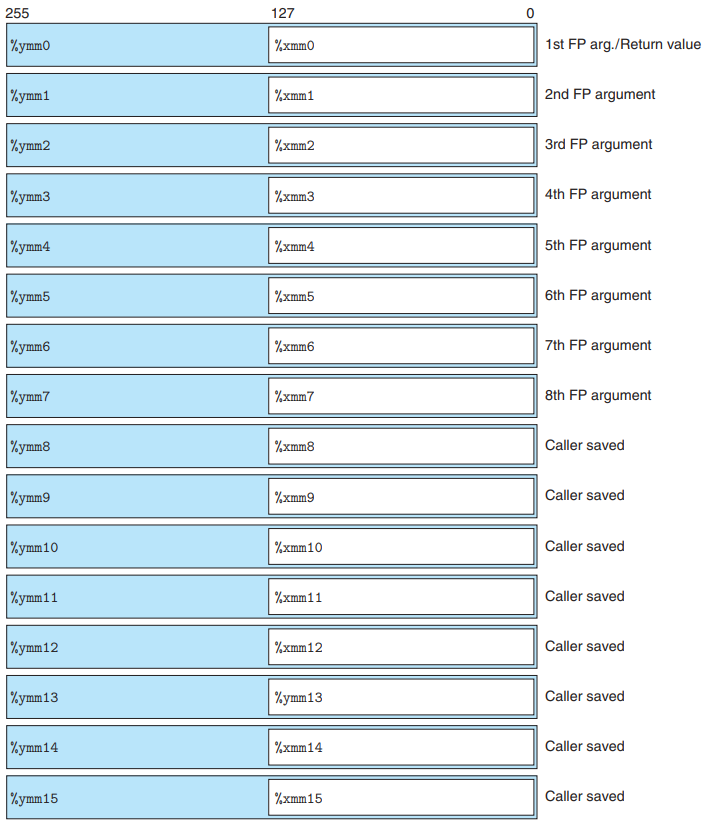 255 127 0
%ymm0 %xmm0 1st FP arg./Return value
%ymm1 %xmm1 2nd FP argument
%ymm2 %xmm2 3rd FP argument
%ymm3 %xmm3 4th FP argument
%ymm4 %xmm4 5th FP argument
%ymm5 %xmm5 6th FP argument
%ymm6 %xmm6 7th FP argument
%ymm7 %xmm7 8th FP argument
%ymm8 %xmm8 Caller saved
%ymm9 %xmm9 Caller saved
%ymm10 %xmm10 Caller saved
%ymm11 %xmm11 Caller saved
%ymm12 %xmm12 Caller saved
%ymm13 %ymm13 Caller saved
%ymm14 %xmm14 Caller saved
%ymm15 %xmm15 Caller saved